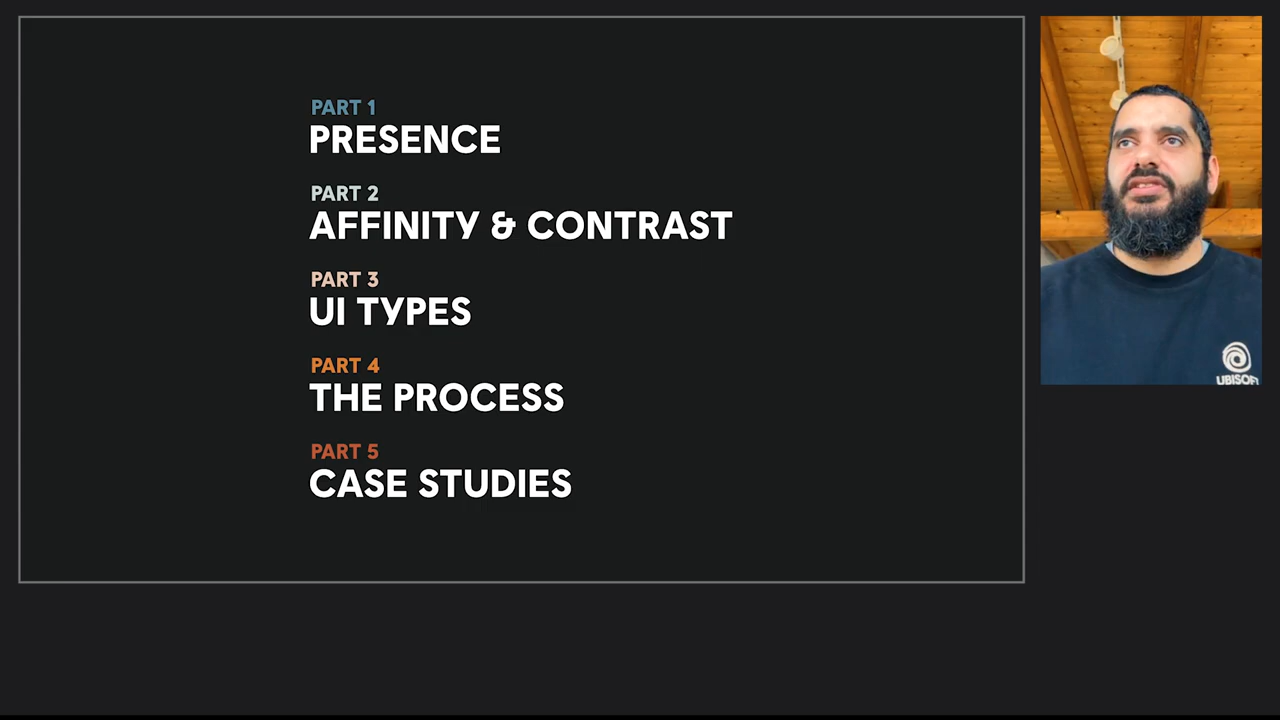 PART 1
PRESENCE
PART 2
AFFINITY & CONTRAST
PART 3
UI TYPES
PART 4
THE PROCESS
PART 5
CASE STUDIES
UBISOFT